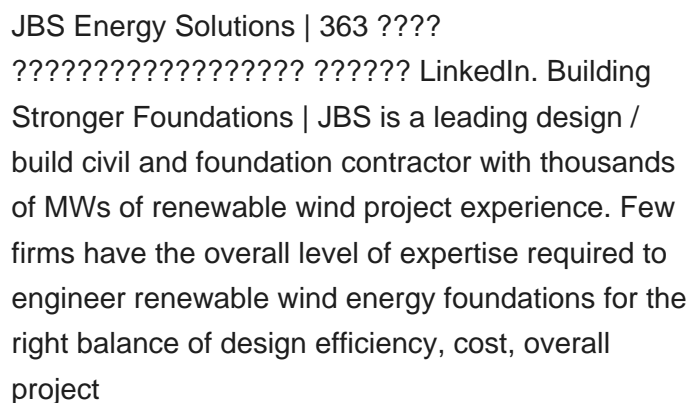 JBS Energy Solutions | 363 ????
?????????????????? ?????? LinkedIn. Building
Stronger Foundations | JBS is a leading design /
build civil and foundation contractor with thousands
of MWs of renewable wind project experience. Few
firms have the overall level of expertise required to
engineer renewable wind energy foundations for the
right balance of design efficiency, cost, overall
project